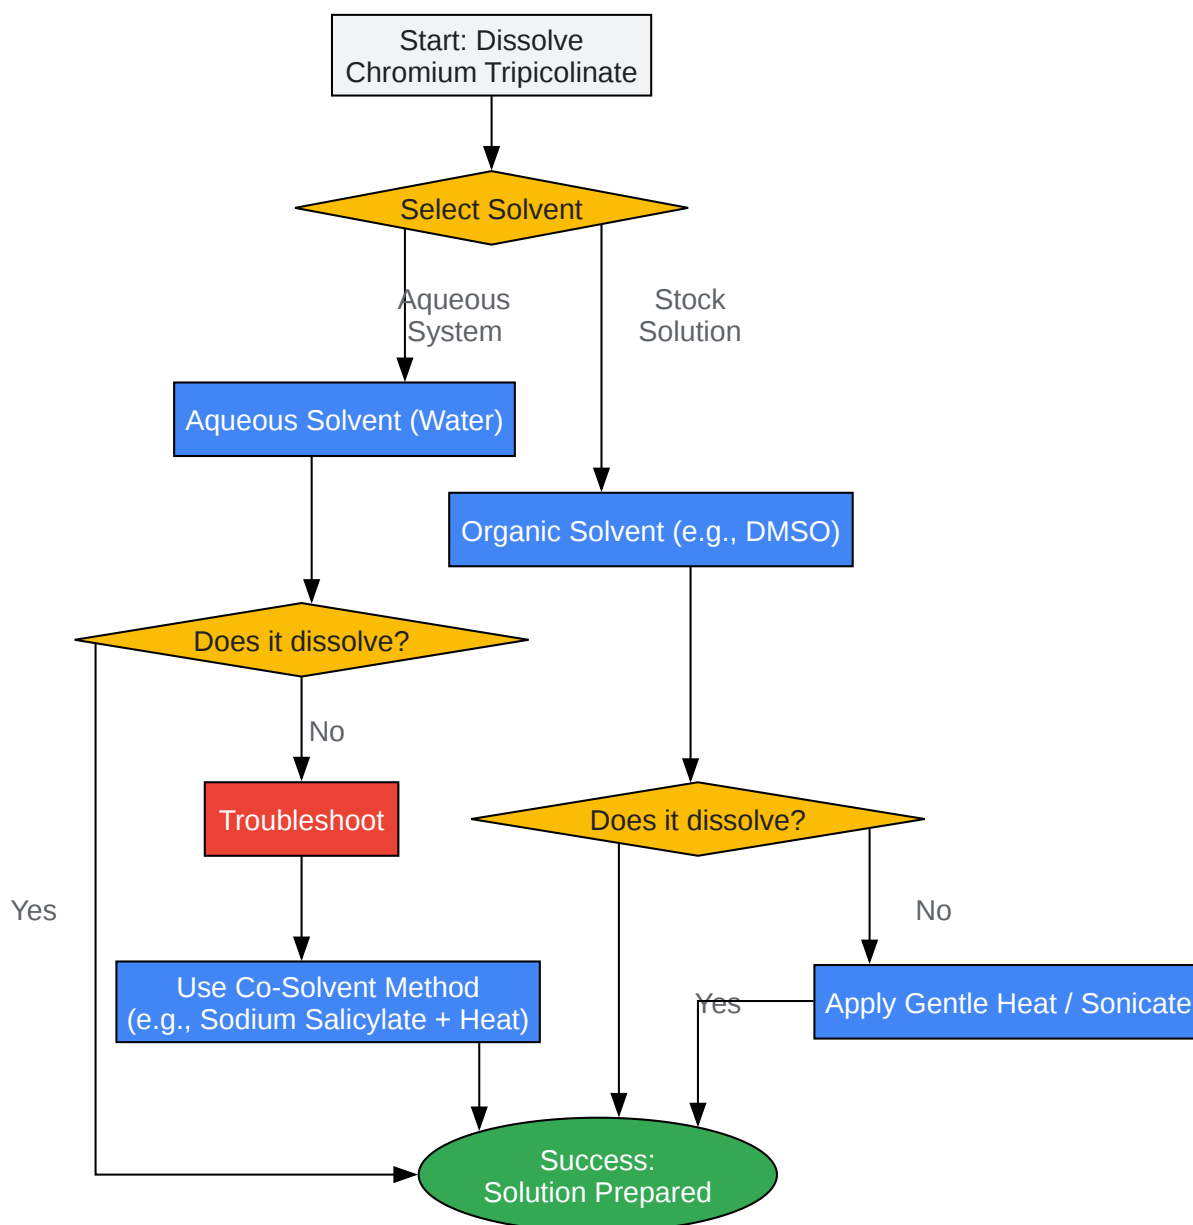 Start: Dissolve
Chromium Tripicolinate
Select Solvent
Aqueous
System
Stock
Solution
Aqueous Solvent (Water)
Organic Solvent (e.g., DMSO)
Does it dissolve?
No
Troubleshoot
Does it dissolve?
Yes
No
Use Co-Solvent Method
(e.g., Sodium Salicylate + Heat)
Yes
Apply Gentle Heat / Sonicate
Success:
Solution Prepared